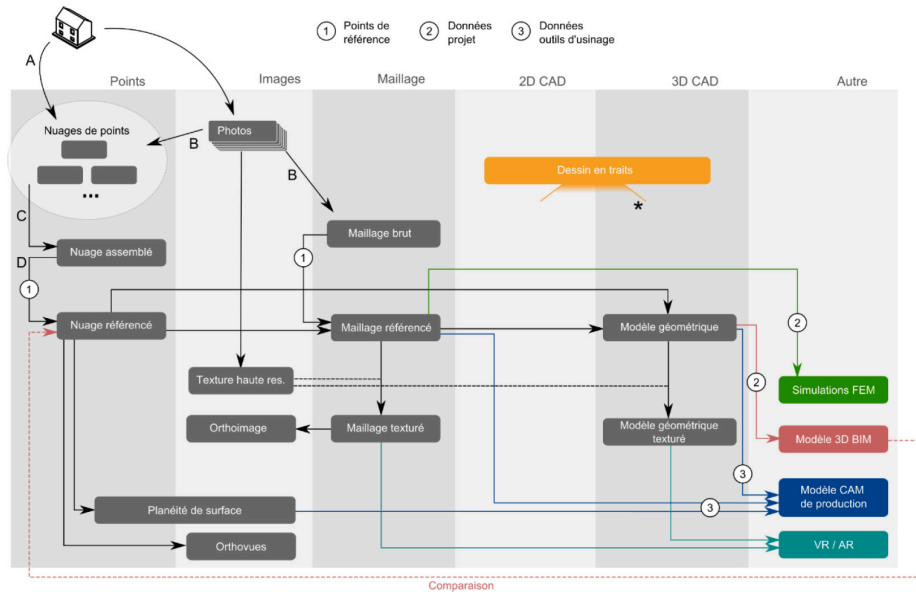 1 Points de
référence
2 Données
projet
3 Données
outils d'usinage
A
Points
Images
Maillage
2D CAD
3D CAD
Autre
Nuages de points
...
B
Photos
B
Dessin en traits
*
C
Maillage brut
Nuage assemblé
D
1
1
Nuage référencé
Maillage référencé
Modèle géométrique
2
2
Texture haute res.
Simulations FEM
Orthoimage
Maillage texturé
Modèle géométrique
texturé
Modèle 3D BIM
3
Modèle CAM
de production
Planéité de surface
3
Orthovues
VR / AR
Comparaison